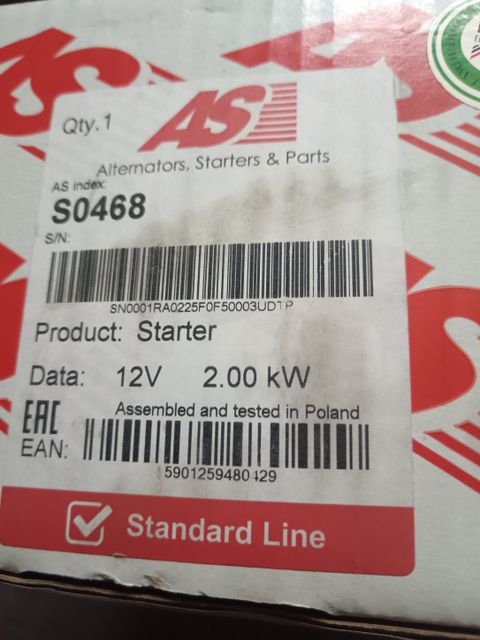 Qty.1
AS
Alternators, Starters & Parts
AS index:
S0468
S/N:
SN0001RA0225F0F50003UDTP
Product: Starter
Data: 12V 2.00 kW
EAC
Assembled and tested in Poland
EAN:
5901259480429
Standard Line